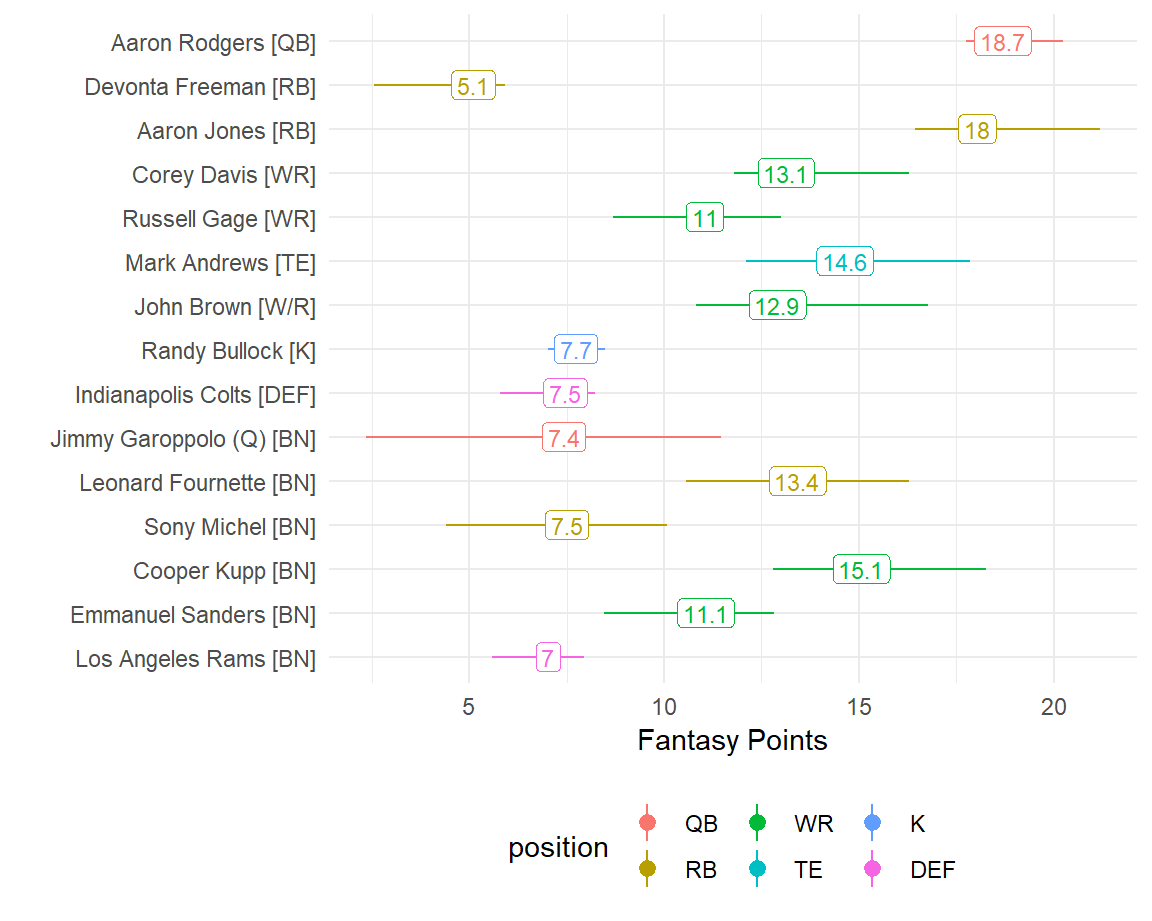 Aaron Rodgers [QB] 18.7
Devonta Freeman [RB] 5.1
Aaron Jones [RB] 18
Corey Davis [WR] 13.1
Russell Gage [WR] 11
Mark Andrews [TE] 14.6
John Brown [W/R] 12.9
Randy Bullock [K] 7.7
Indianapolis Colts [DEF] 7.5
Jimmy Garoppolo (Q) [BN] 7.4
Leonard Fournette [BN] 13.4
Sony Michel [BN] 7.5
Cooper Kupp [BN] 15.1
Emmanuel Sanders [BN] 11.1
Los Angeles Rams [BN] 7
5 10 15 20
Fantasy Points
position
QB WR K
RB TE DEF